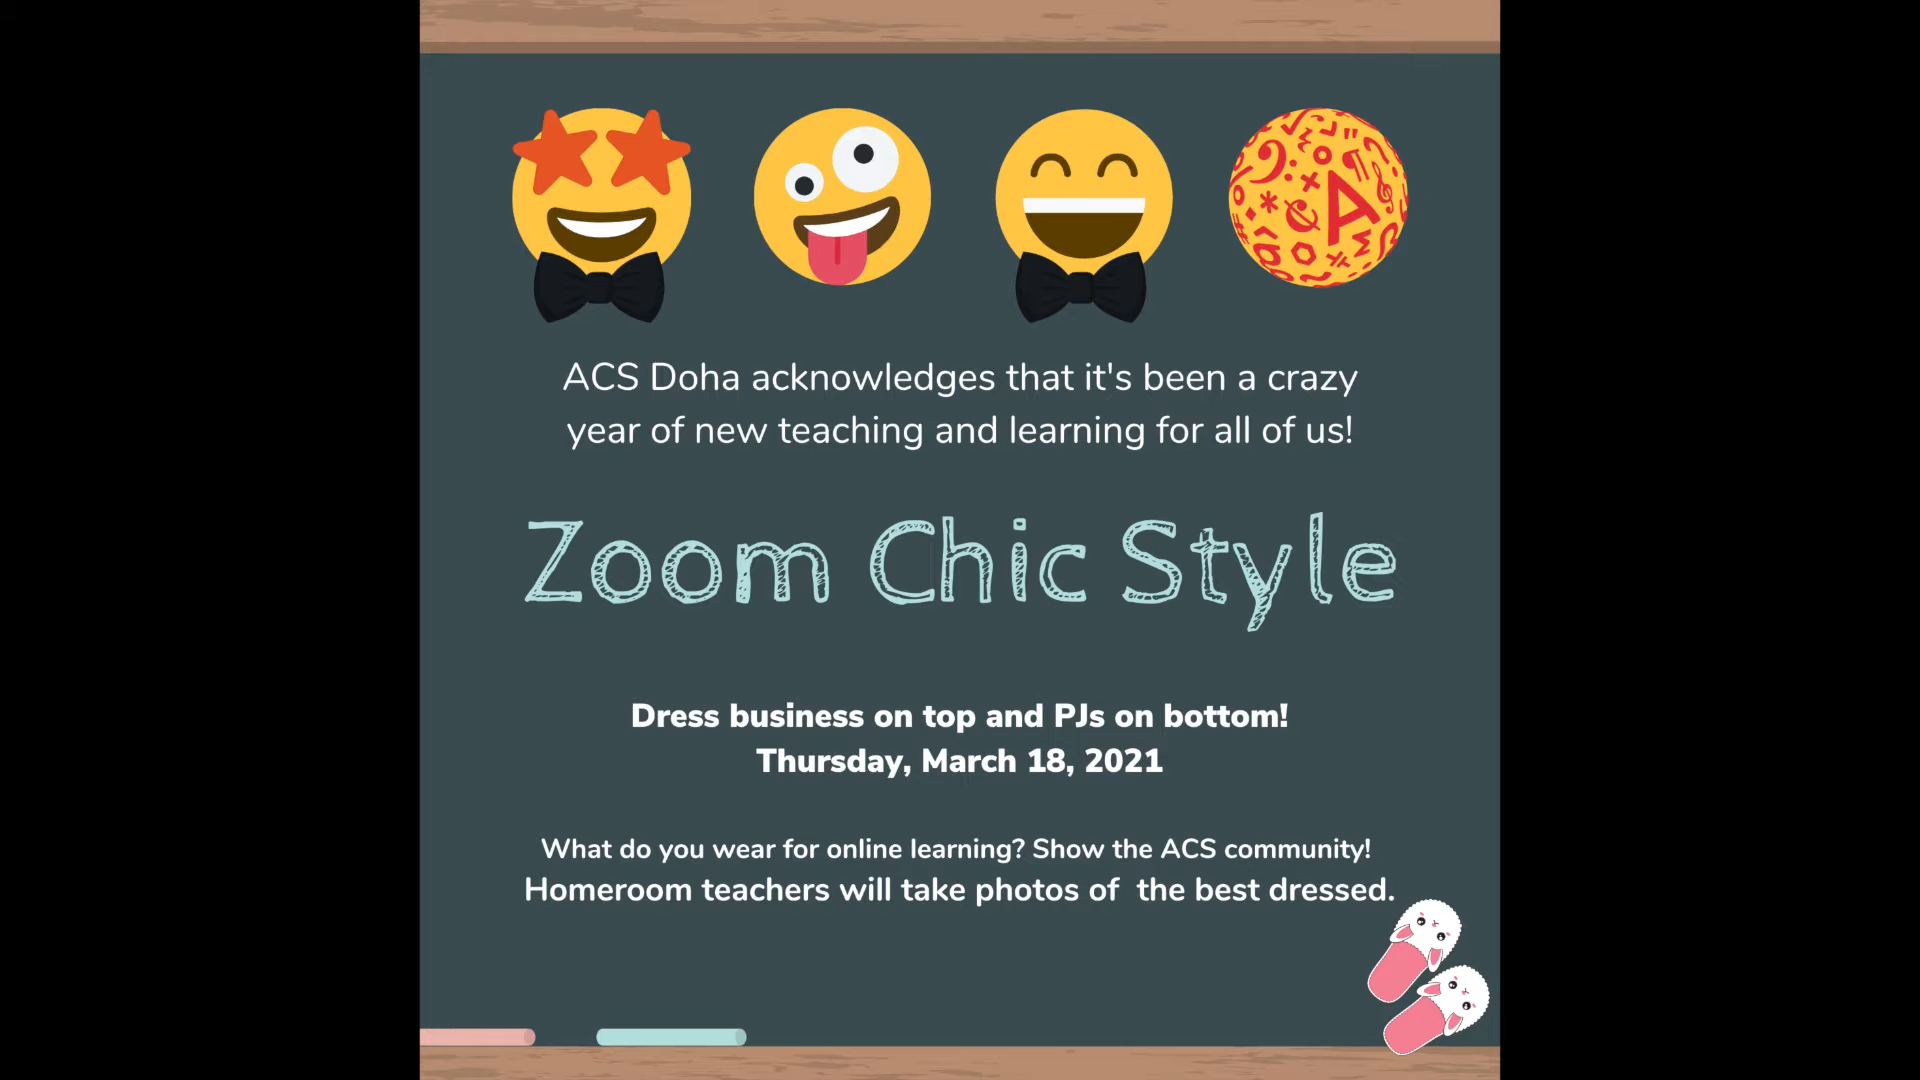 ACS Doha acknowledges that it's been a crazy
year of new teaching and learning for all of us!
Zoom Chic Style
Dress business on top and PJs on bottom!
Thursday, March 18, 2021
What do you wear for online learning? Show the ACS community!
Homeroom teachers will take photos of  the best dressed.